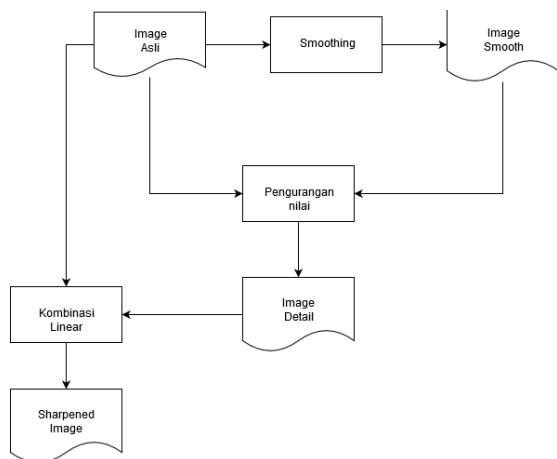 Image
Asli
Smoothing
Image
Smooth
Pengurangan
nilai
Image
Detail
Kombinasi
Linear
Sharpened
Image